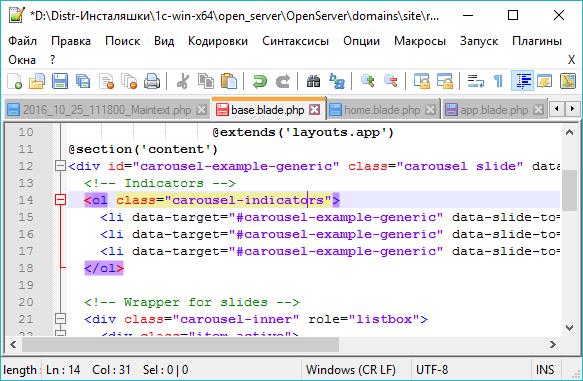 *D:\Distr-Инсталяшки\1c-win-x64\open_server\OpenServer\domains\site\r...
Файл Правка Поиск Вид Кодировки Синтаксисы Опции Макросы Запуск Плагины
Окна ? X
2016_10_25_111800_Maintext.php base.blade.php home.blade.php app.blade.php
10 @extends('layouts.app')
11 @section('content')
12 <div id="carousel-example-generic" class="carousel slide" data
13 <!-- Indicators -->
14 <ol class="carousel-indicators">
15 <li data-target="#carousel-example-generic" data-slide-to=
16 <li data-target="#carousel-example-generic" data-slide-to=
17 <li data-target="#carousel-example-generic" data-slide-to=
18 </ol>
19
20 <!-- Wrapper for slides -->
21 <div class="carousel-inner" role="listbox">
22 <div class="item active">
length : Ln : 14 Col : 31 Sel : 0 | 0 Windows (CR LF) UTF-8 INS